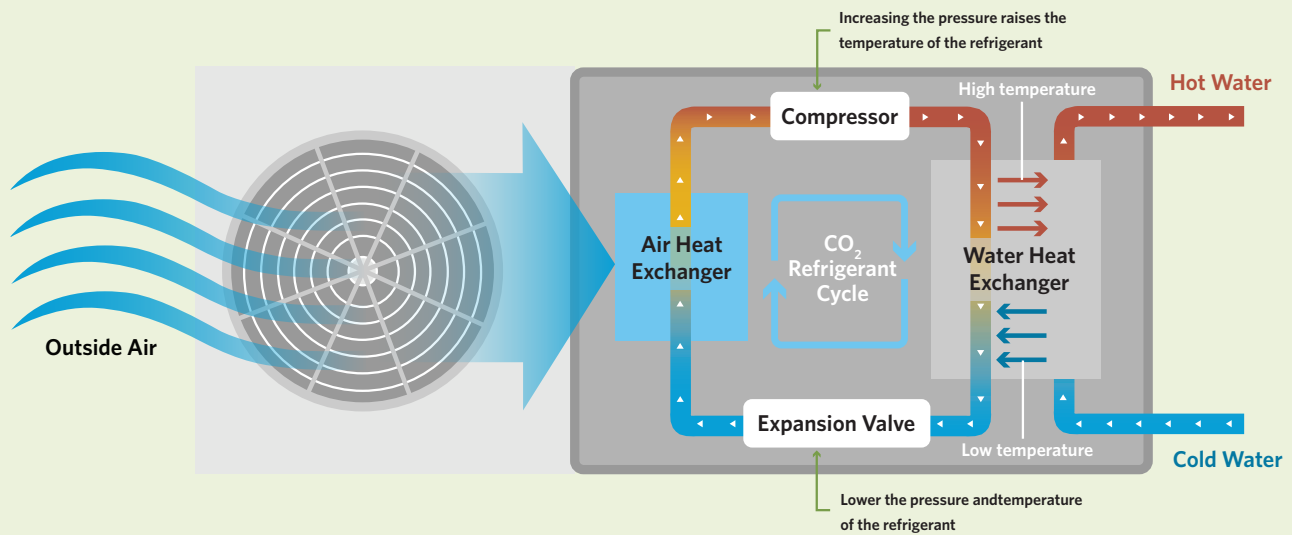 Increasing the pressure raises the
temperature of the refrigerant
High temperature
Hot Water
Compressor
Air Heat
Exchanger
CO2
Refrigerant
Cycle
Water Heat
Exchanger
Outside Air
Expansion Valve
Low temperature
Cold Water
Lower the pressure andtemperature
of the refrigerant